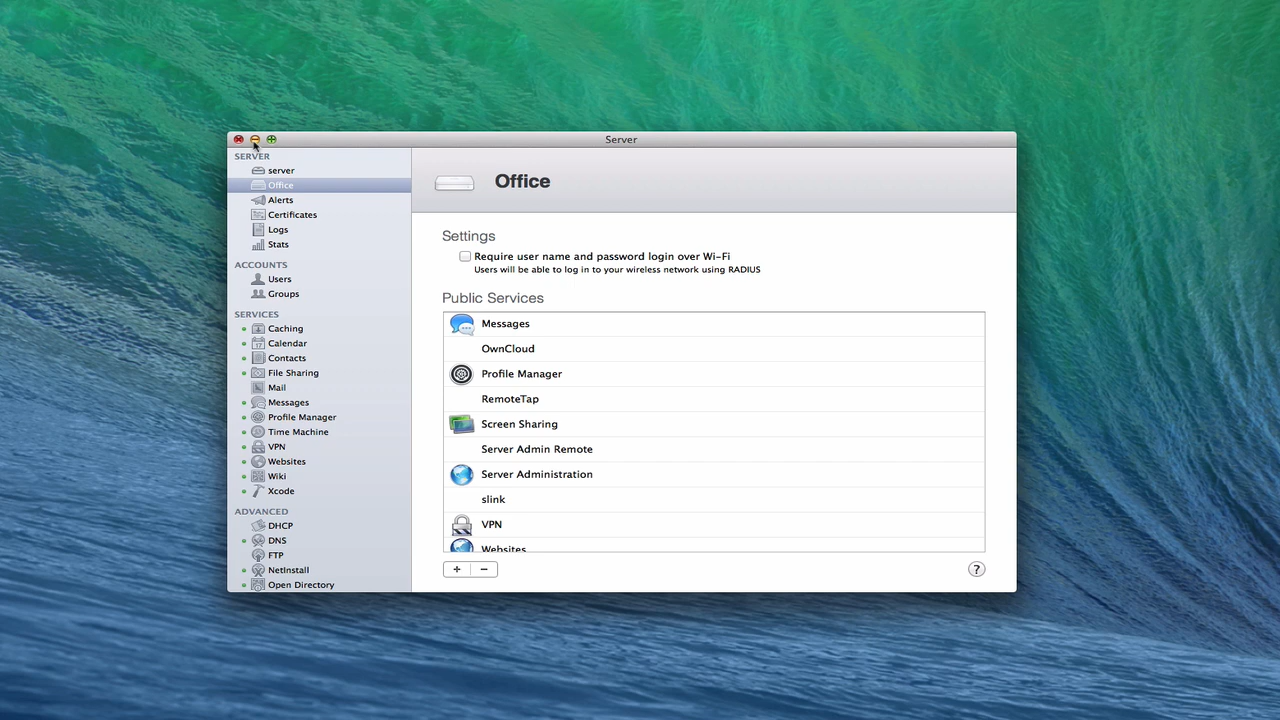 Server
SERVER
server
Office
Alerts
Certificates
Logs
Stats
ACCOUNTS
Users
Groups
SERVICES
Caching
Calendar
Contacts
File Sharing
Mail
Messages
Profile Manager
Time Machine
VPN
Websites
Wiki
Xcode
ADVANCED
DHCP
DNS
FTP
NetInstall
Open Directory
Office
Settings
Require user name and password login over Wi-Fi
Users will be able to log in to your wireless network using RADIUS
Public Services
Messages
OwnCloud
Profile Manager
RemoteTap
Screen Sharing
Server Admin Remote
Server Administration
slink
VPN
Websites
+ −
?